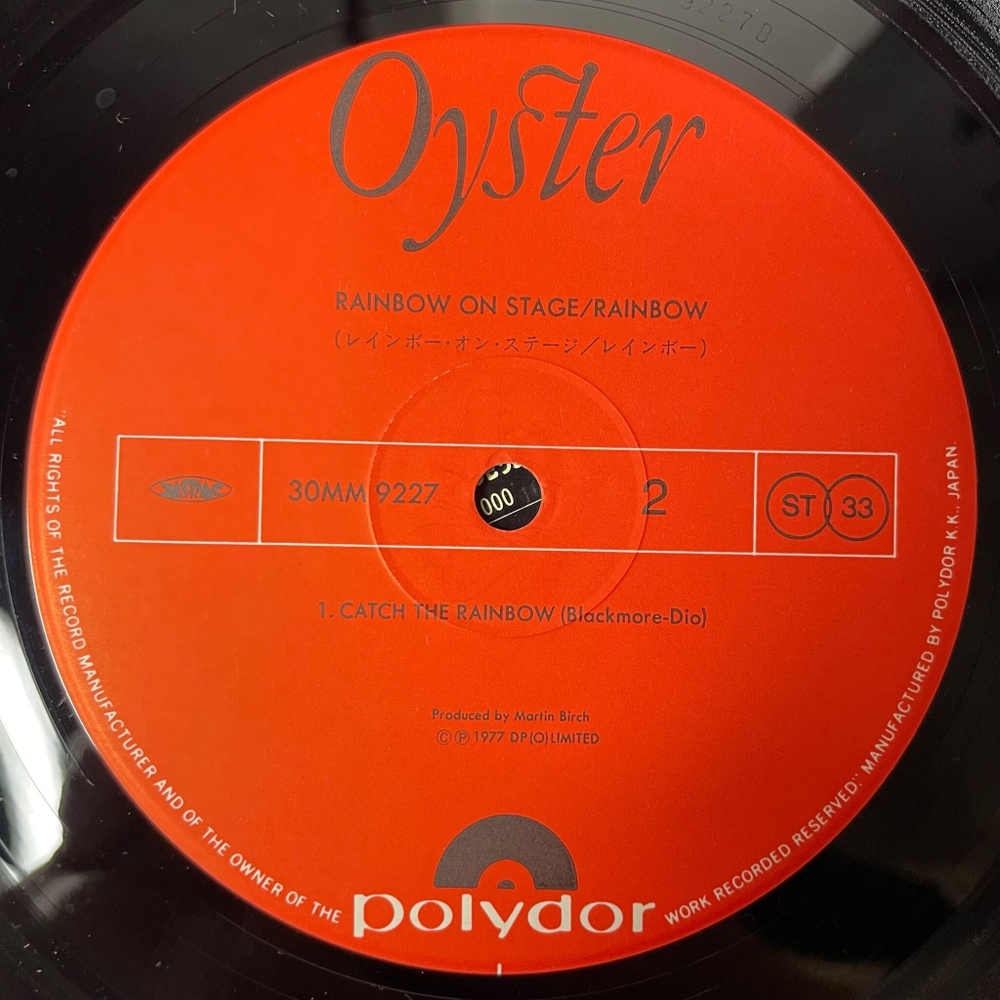 Oyster
RAINBOW ON STAGE/RAINBOW
(レインボー・オン・ステージ／レインボー)
JASRAC
30MM 9227
000
2
ST 33
1. CATCH THE RAINBOW (Blackmore-Dio)
Produced by Martin Birch
©℗ 1977 DP(O)LIMITED
polydor
"ALL RIGHTS OF THE RECORD MANUFACTURER AND OF THE OWNER OF THE WORK RECORDED RESERVED." MANUFACTURED BY POLYDOR K.K., JAPAN.